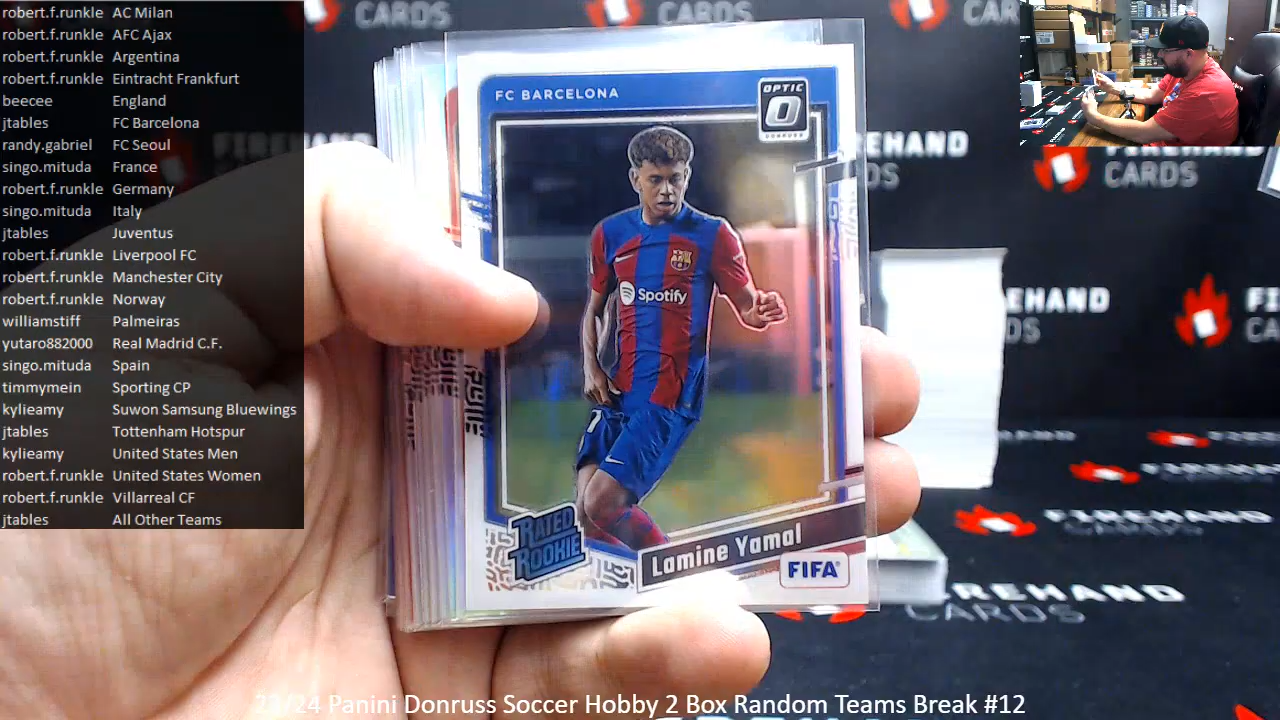 robert.f.runkle AC Milan
robert.f.runkle AFC Ajax
robert.f.runkle Argentina
robert.f.runkle Eintracht Frankfurt
beecee England
jtables FC Barcelona
randy.gabriel FC Seoul
singo.mituda France
robert.f.runkle Germany
singo.mituda Italy
jtables Juventus
robert.f.runkle Liverpool FC
robert.f.runkle Manchester City
robert.f.runkle Norway
williamstiff Palmeiras
yutaro882000 Real Madrid C.F.
singo.mituda Spain
timmymein Sporting CP
kylieamy Suwon Samsung Bluewings
jtables Tottenham Hotspur
kylieamy United States Men
robert.f.runkle United States Women
robert.f.runkle Villarreal CF
jtables All Other Teams
CARDS
CARDS
FC BARCELONA
OPTIC
DONRUSS
Spotify
RATED
ROOKIE
Lamine Yamal
FIFA
FIREHAND
CARDS
23/24 Panini Donruss Soccer Hobby 2 Box Random Teams Break #12